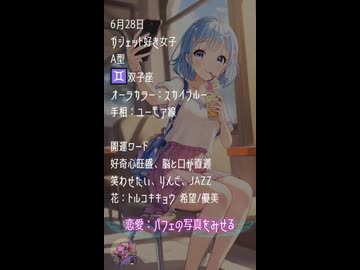 6月28日
ガジェット好き女子
A型
♊双子座
オーラカラー：スカイブルー
手相：ユーモア線
開運ワード
好奇心旺盛、脳と口が直通
笑わせたい、りんご、JAZZ
花：トルコキキョウ 希望/優美
恋愛：パフェの写真をみせる